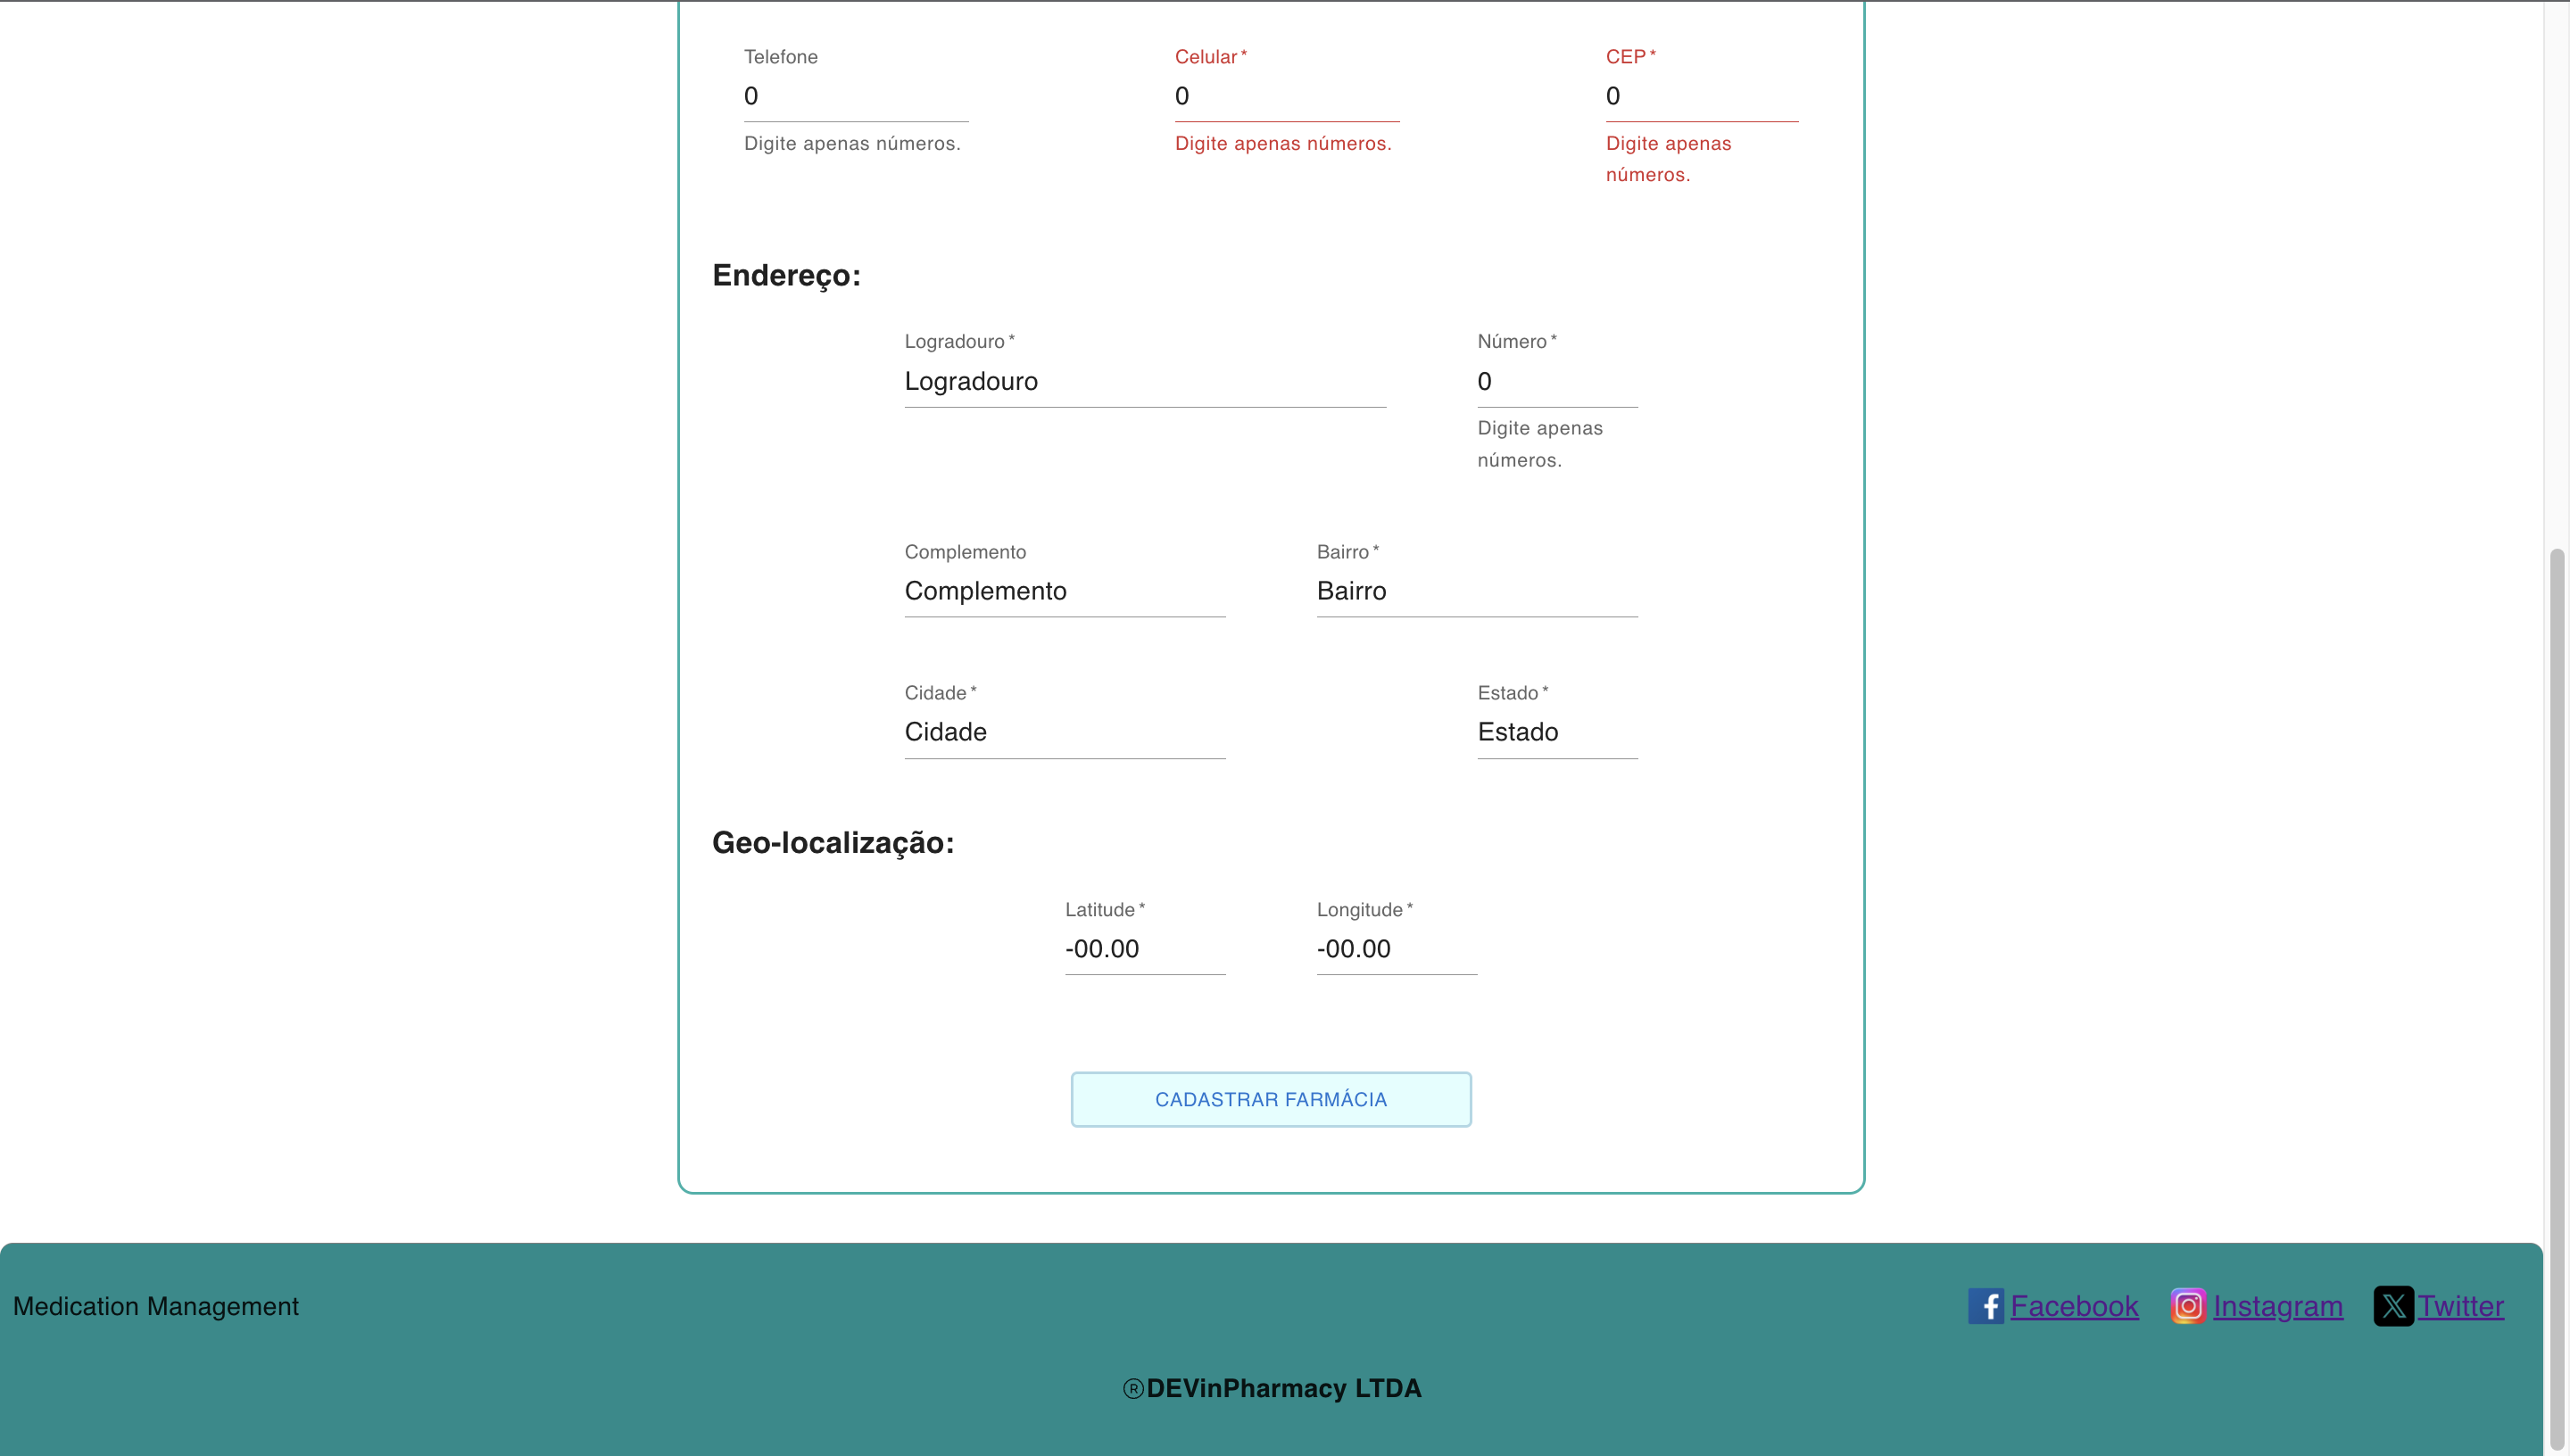 Telefone
0
Digite apenas números.
Celular *
0
Digite apenas números.
CEP *
0
Digite apenas
números.
Endereço:
Logradouro *
Logradouro
Número *
0
Digite apenas
números.
Complemento
Complemento
Bairro *
Bairro
Cidade *
Cidade
Estado *
Estado
Geo-localização:
Latitude *
-00.00
Longitude *
-00.00
CADASTRAR FARMÁCIA
Medication Management
Facebook
Instagram
Twitter
®DEVinPharmacy LTDA